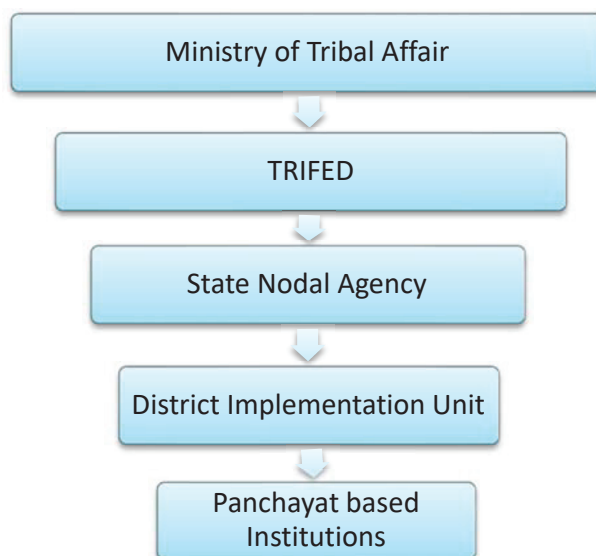 Ministry of Tribal Affair
TRIFED
State Nodal Agency
District Implementation Unit
Panchayat based
Institutions